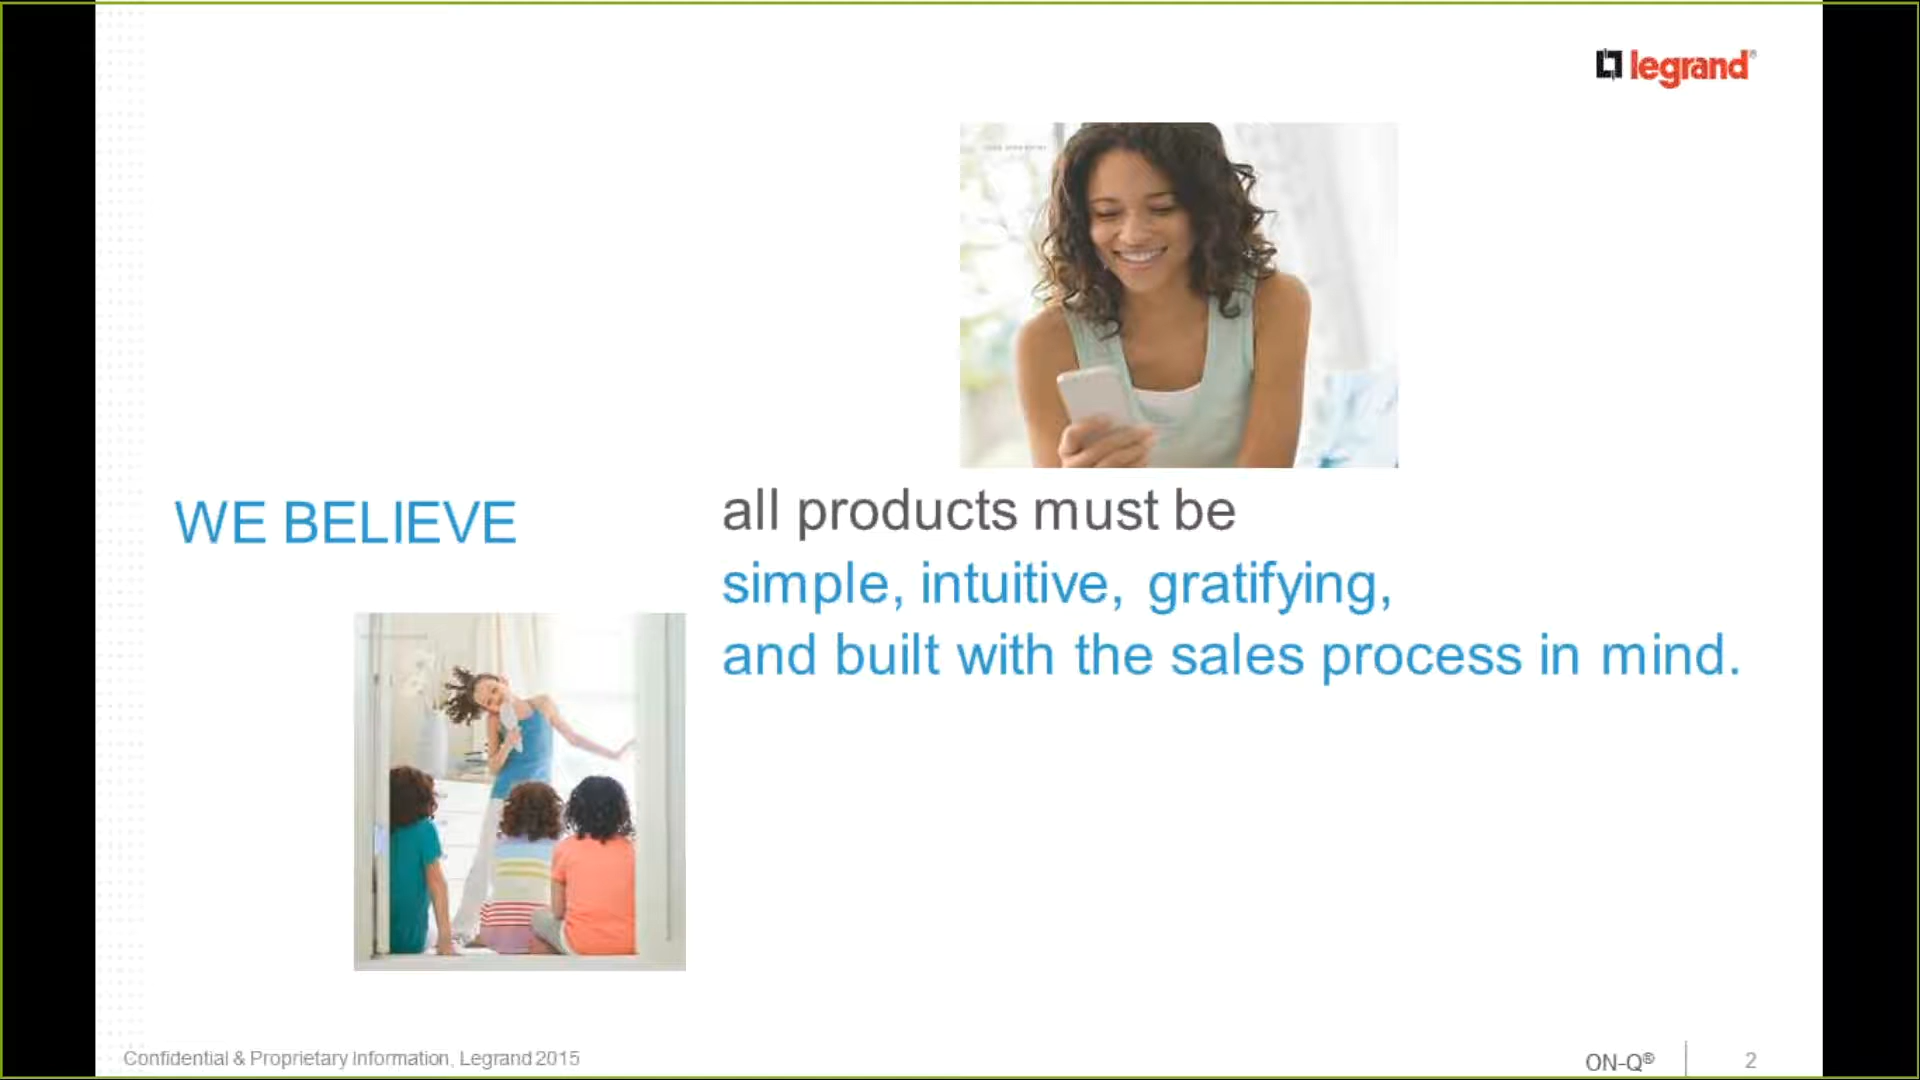 legrand®
WE BELIEVE
all products must be
simple, intuitive, gratifying,
and built with the sales process in mind.
Confidential & Proprietary Information, Legrand 2015
ON-Q®
2